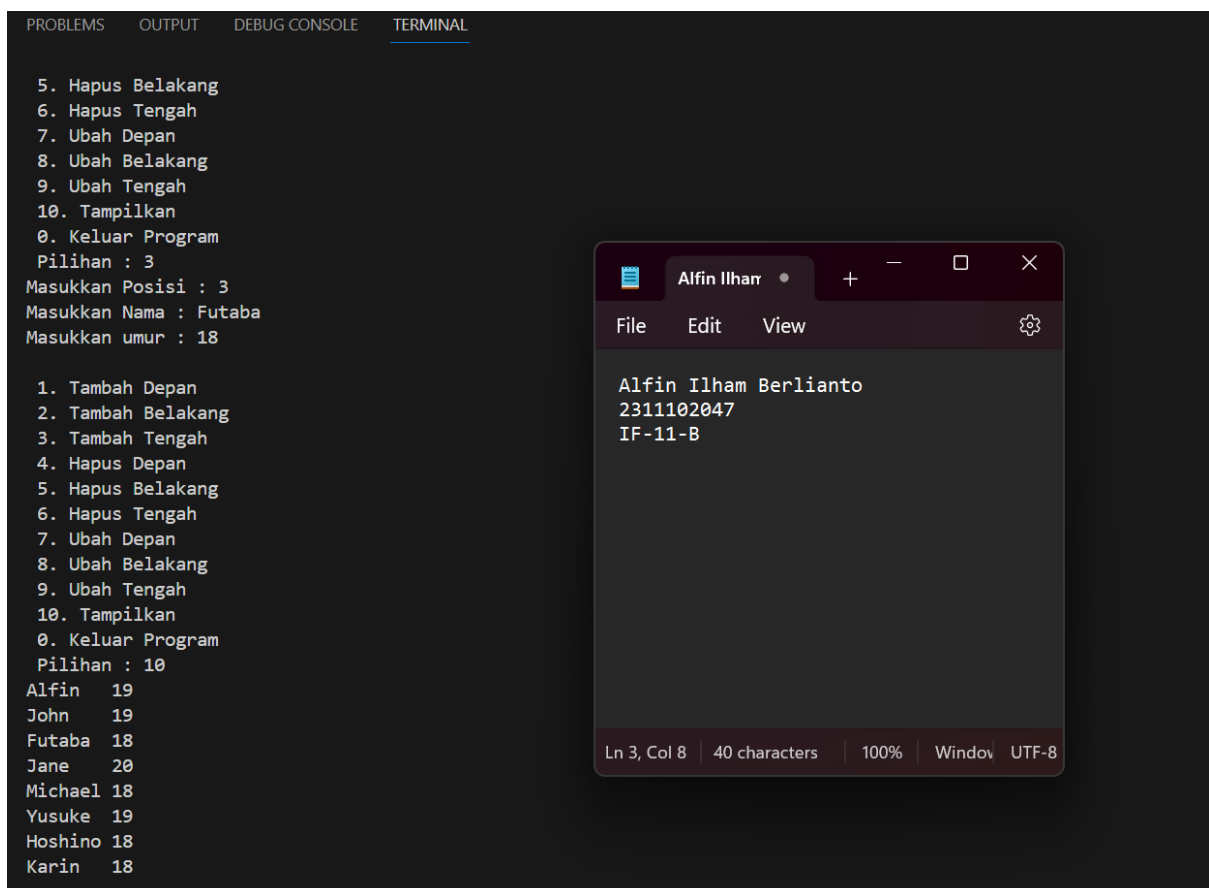 PROBLEMS OUTPUT DEBUG CONSOLE TERMINAL
5. Hapus Belakang
6. Hapus Tengah
7. Ubah Depan
8. Ubah Belakang
9. Ubah Tengah
10. Tampilkan
0. Keluar Program
Pilihan : 3
Masukkan Posisi : 3
Masukkan Nama : Futaba
Masukkan umur : 18
1. Tambah Depan
2. Tambah Belakang
3. Tambah Tengah
4. Hapus Depan
5. Hapus Belakang
6. Hapus Tengah
7. Ubah Depan
8. Ubah Belakang
9. Ubah Tengah
10. Tampilkan
0. Keluar Program
Pilihan : 10
Alfin 19
John 19
Futaba 18
Jane 20
Michael 18
Yusuke 19
Hoshino 18
Karin 18
Alfin Ilham
File Edit View
Alfin Ilham Berlianto
2311102047
IF-11-B
Ln 3, Col 8 40 characters 100% Window UTF-8